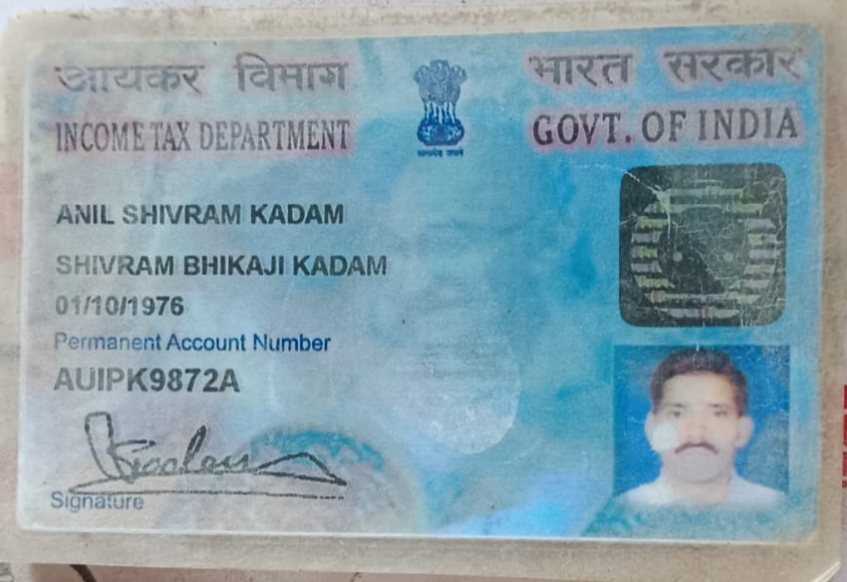 आयकर विभाग
भारत सरकार
INCOME TAX DEPARTMENT
GOVT. OF INDIA
ANIL SHIVRAM KADAM
SHIVRAM BHIKAJI KADAM
01/10/1976
Permanent Account Number
AUIPK9872A
Signature